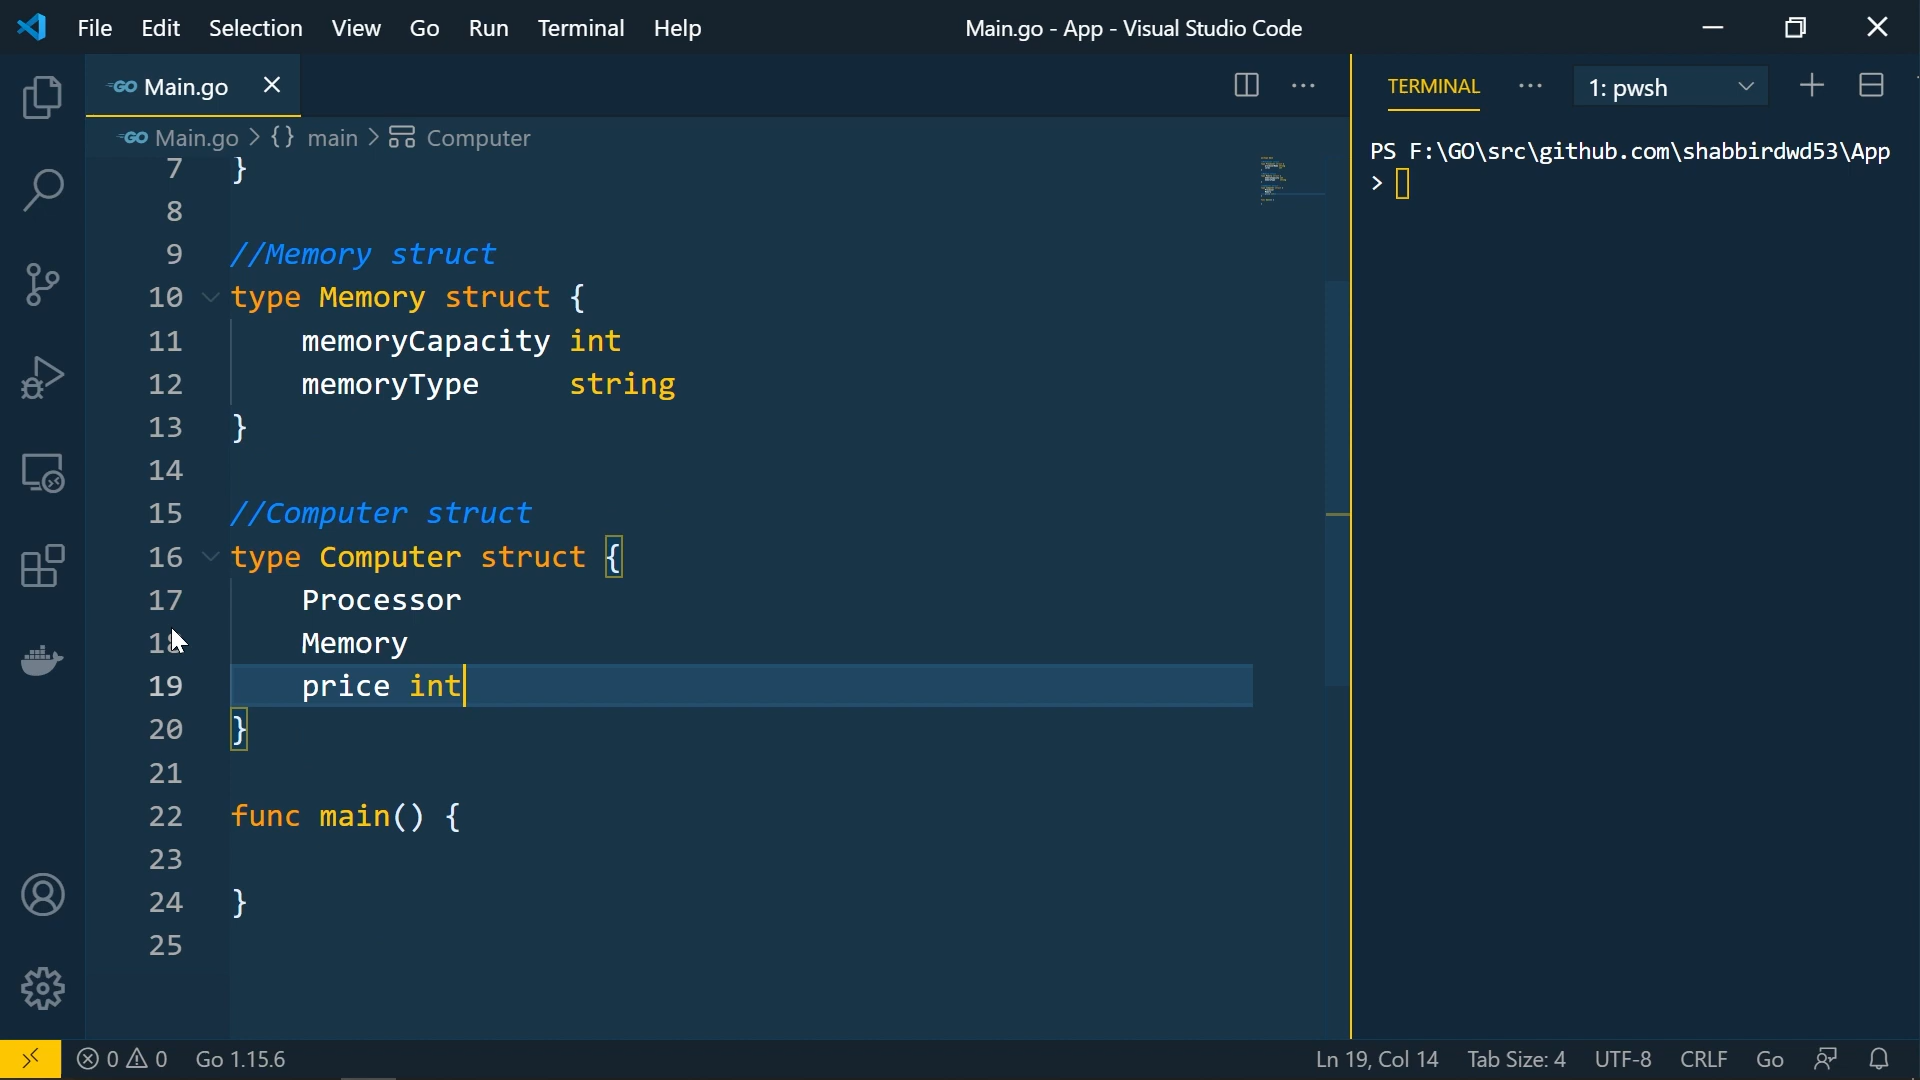 File Edit Selection View Go Run Terminal Help Main.go - App - Visual Studio Code
GO Main.go
GO Main.go > {} main > Computer
7 }
8
9 //Memory struct
10 type Memory struct {
11 memoryCapacity int
12 memoryType string
13 }
14
15 //Computer struct
16 type Computer struct {
17 Processor
18 Memory
19 price int
20 }
21
22 func main() {
23
24 }
25
TERMINAL ··· 1: pwsh
PS F:\GO\src\github.com\shabbirdwd53\App
>
0 0 Go 1.15.6 Ln 19, Col 14 Tab Size: 4 UTF-8 CRLF Go